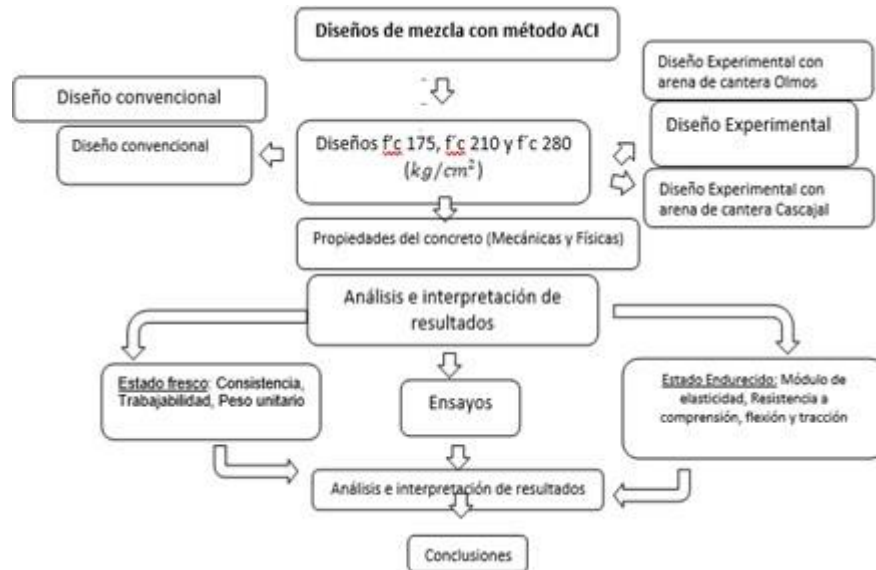 Diseños de mezcla con método ACI
Diseño Experimental con
arena de cantera Olmos
Diseño convencional
Diseño convencional
Diseños f'c 175, f´c 210 y f´c 280
(kg/cm²)
Diseño Experimental
Diseño Experimental con
arena de cantera Cascajal
Propiedades del concreto (Mecánicas y Físicas)
Análisis e interpretación de
resultados
Estado fresco: Consistencia,
Trabajabilidad, Peso unitario
Ensayos
Estado Endurecido: Módulo de
elasticidad, Resistencia a
comprensión, flexión y tracción
Análisis e interpretación de resultados
Conclusiones